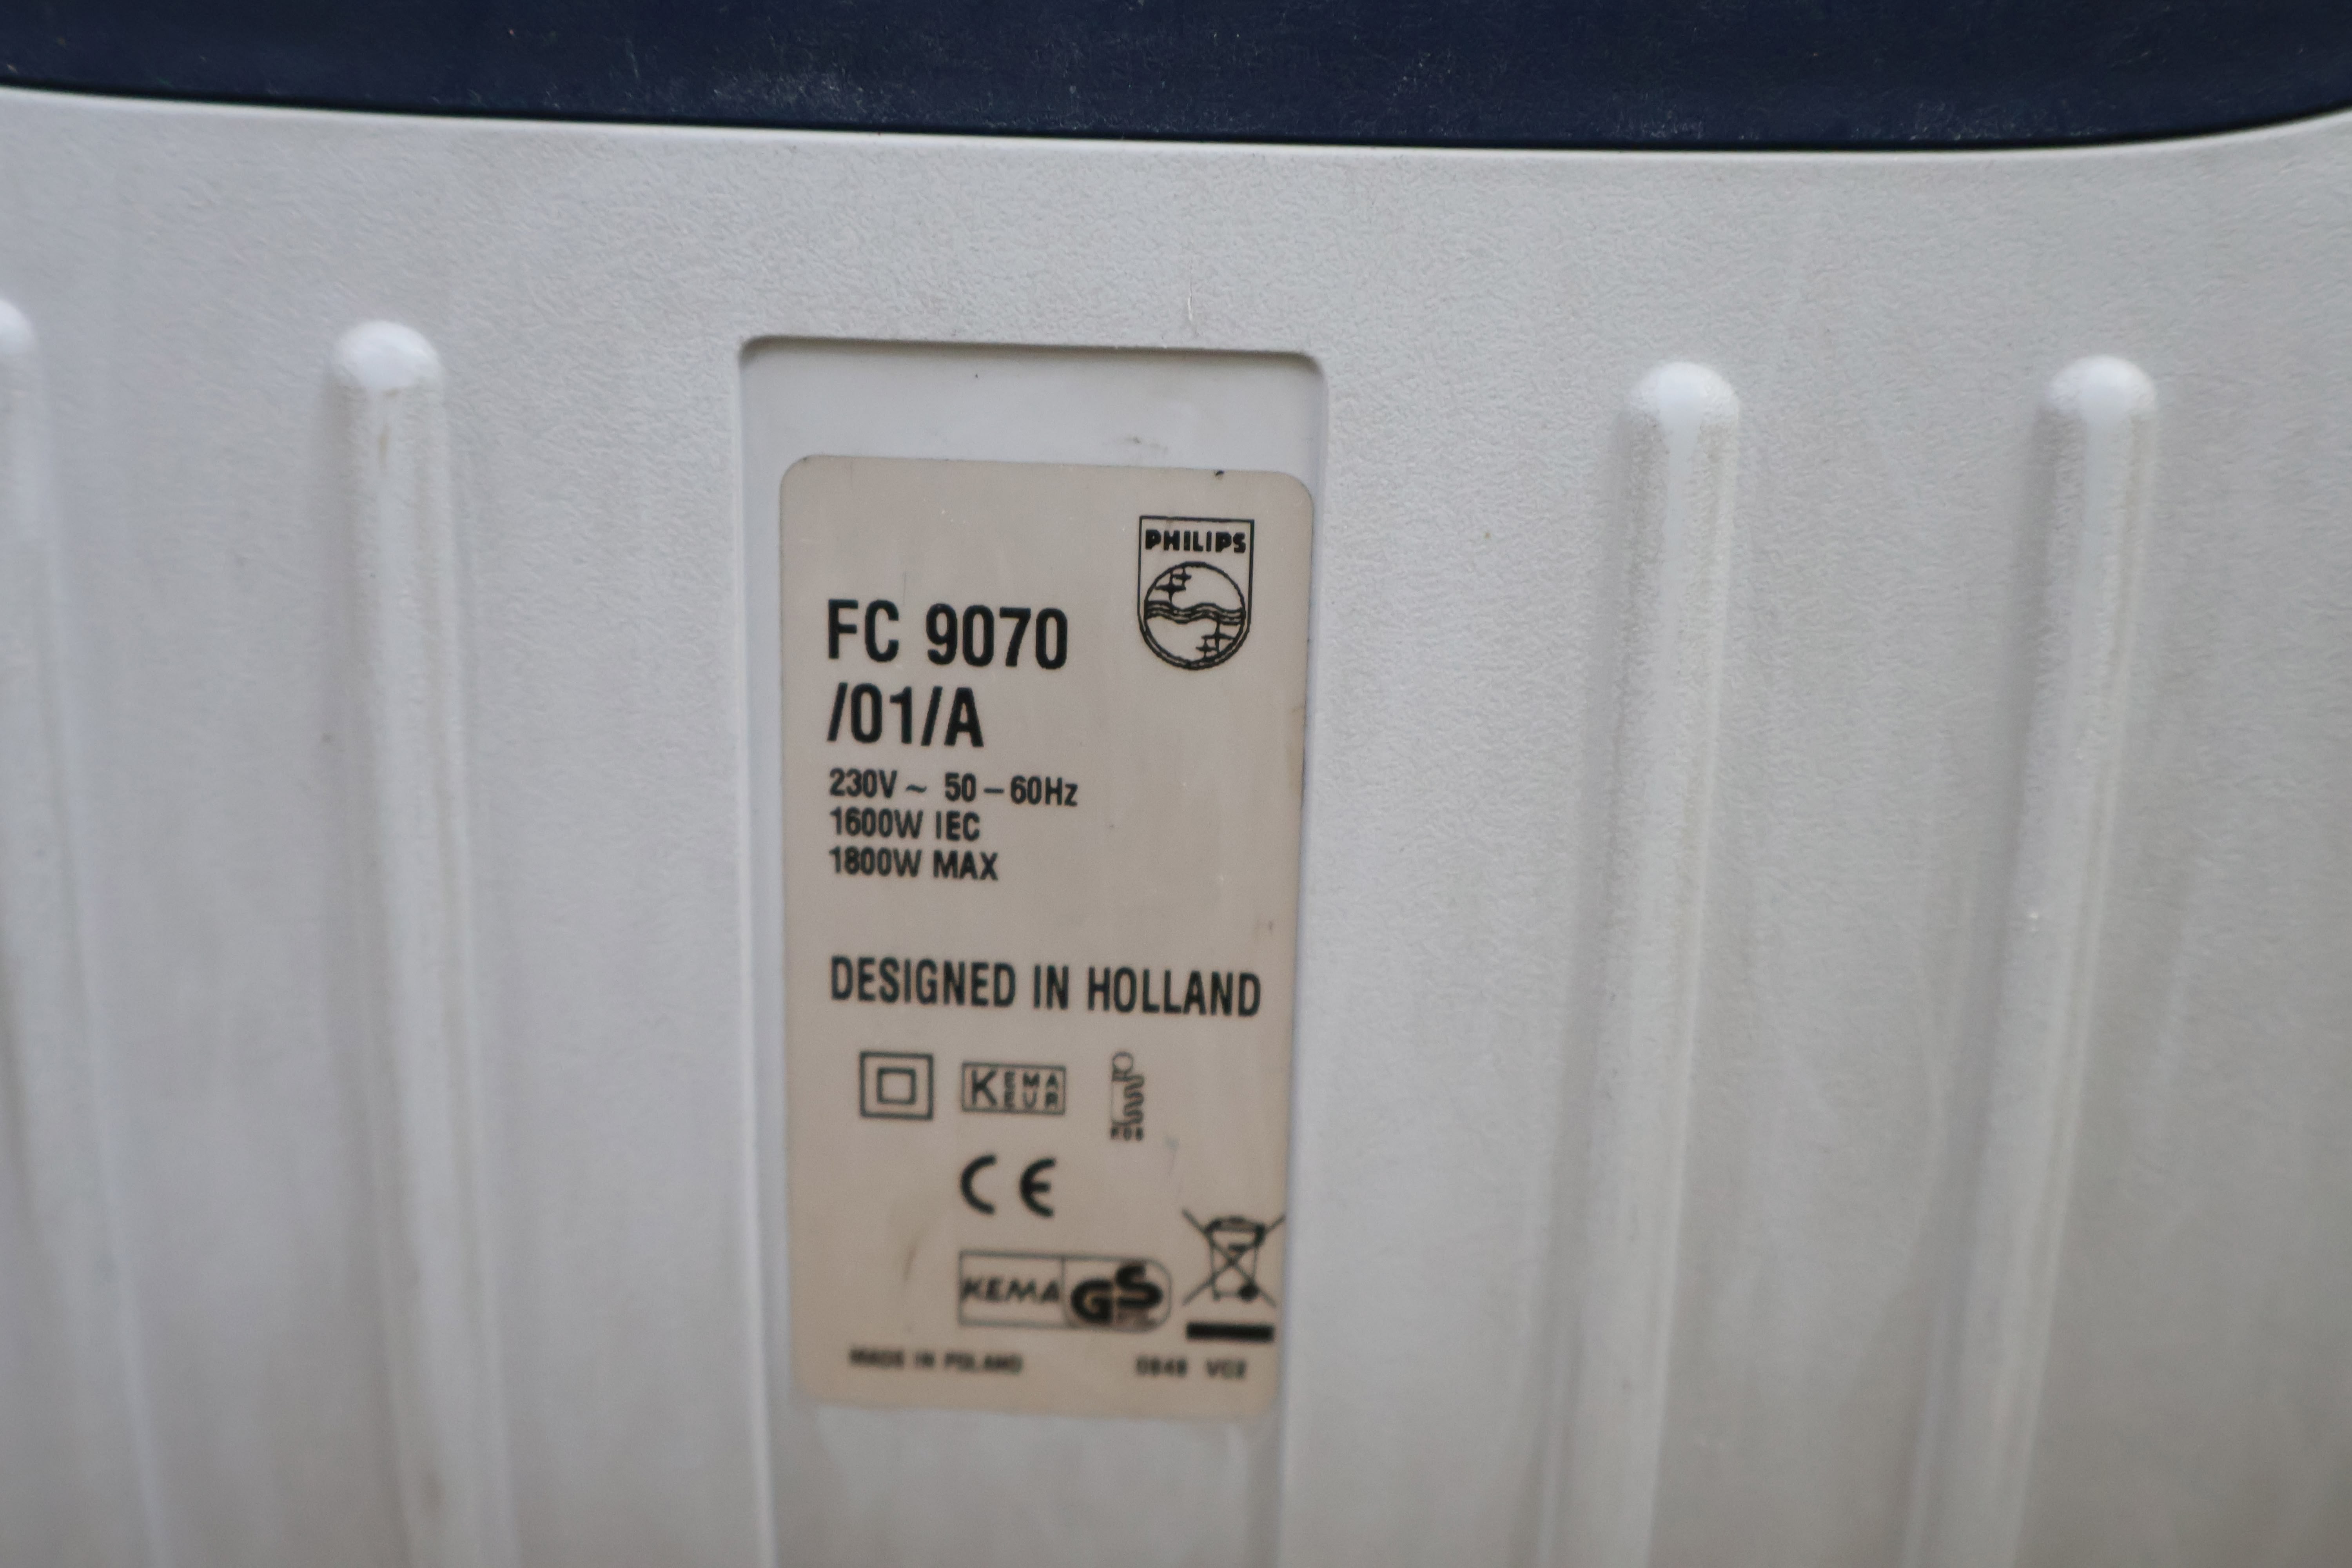 PHILIPS
FC 9070
/01/A
230V ~ 50 – 60Hz
1600W IEC
1800W MAX
DESIGNED IN HOLLAND
KEMA
EUR
CE
KEMA GS
MADE IN POLAND